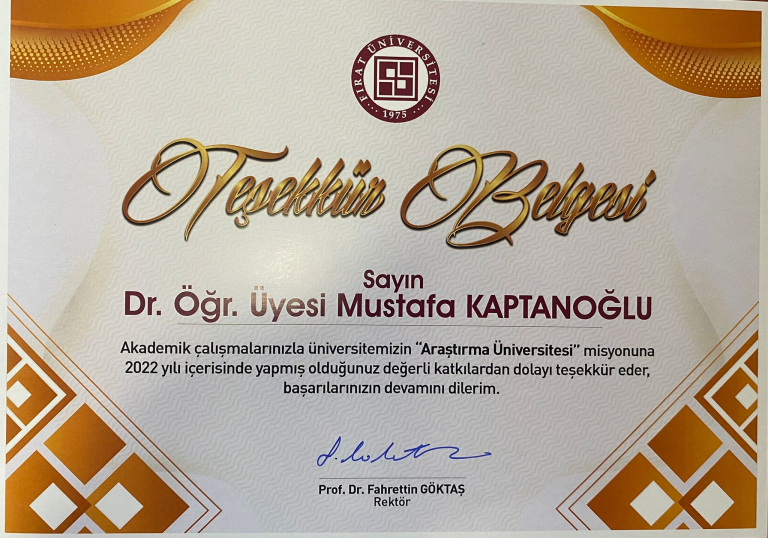 FIRAT ÜNİVERSİTESİ
1975
Teşekkür Belgesi
Sayın
Dr. Öğr. Üyesi Mustafa KAPTANOĞLU
Akademik çalışmalarınızla üniversitemizin “Araştırma Üniversitesi” misyonuna
2022 yılı içerisinde yapmış olduğunuz değerli katkılardan dolayı teşekkür eder,
başarılarınızın devamını dilerim.
Prof. Dr. Fahrettin GÖKTAŞ
Rektör